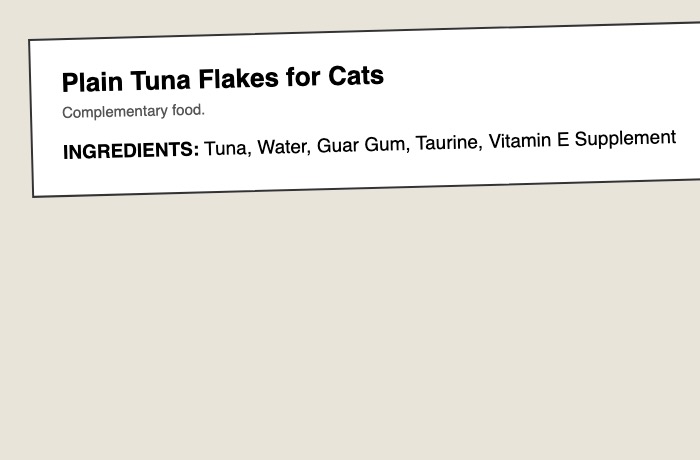 Plain Tuna Flakes for Cats
Complementary food.
INGREDIENTS: Tuna, Water, Guar Gum, Taurine, Vitamin E Supplement